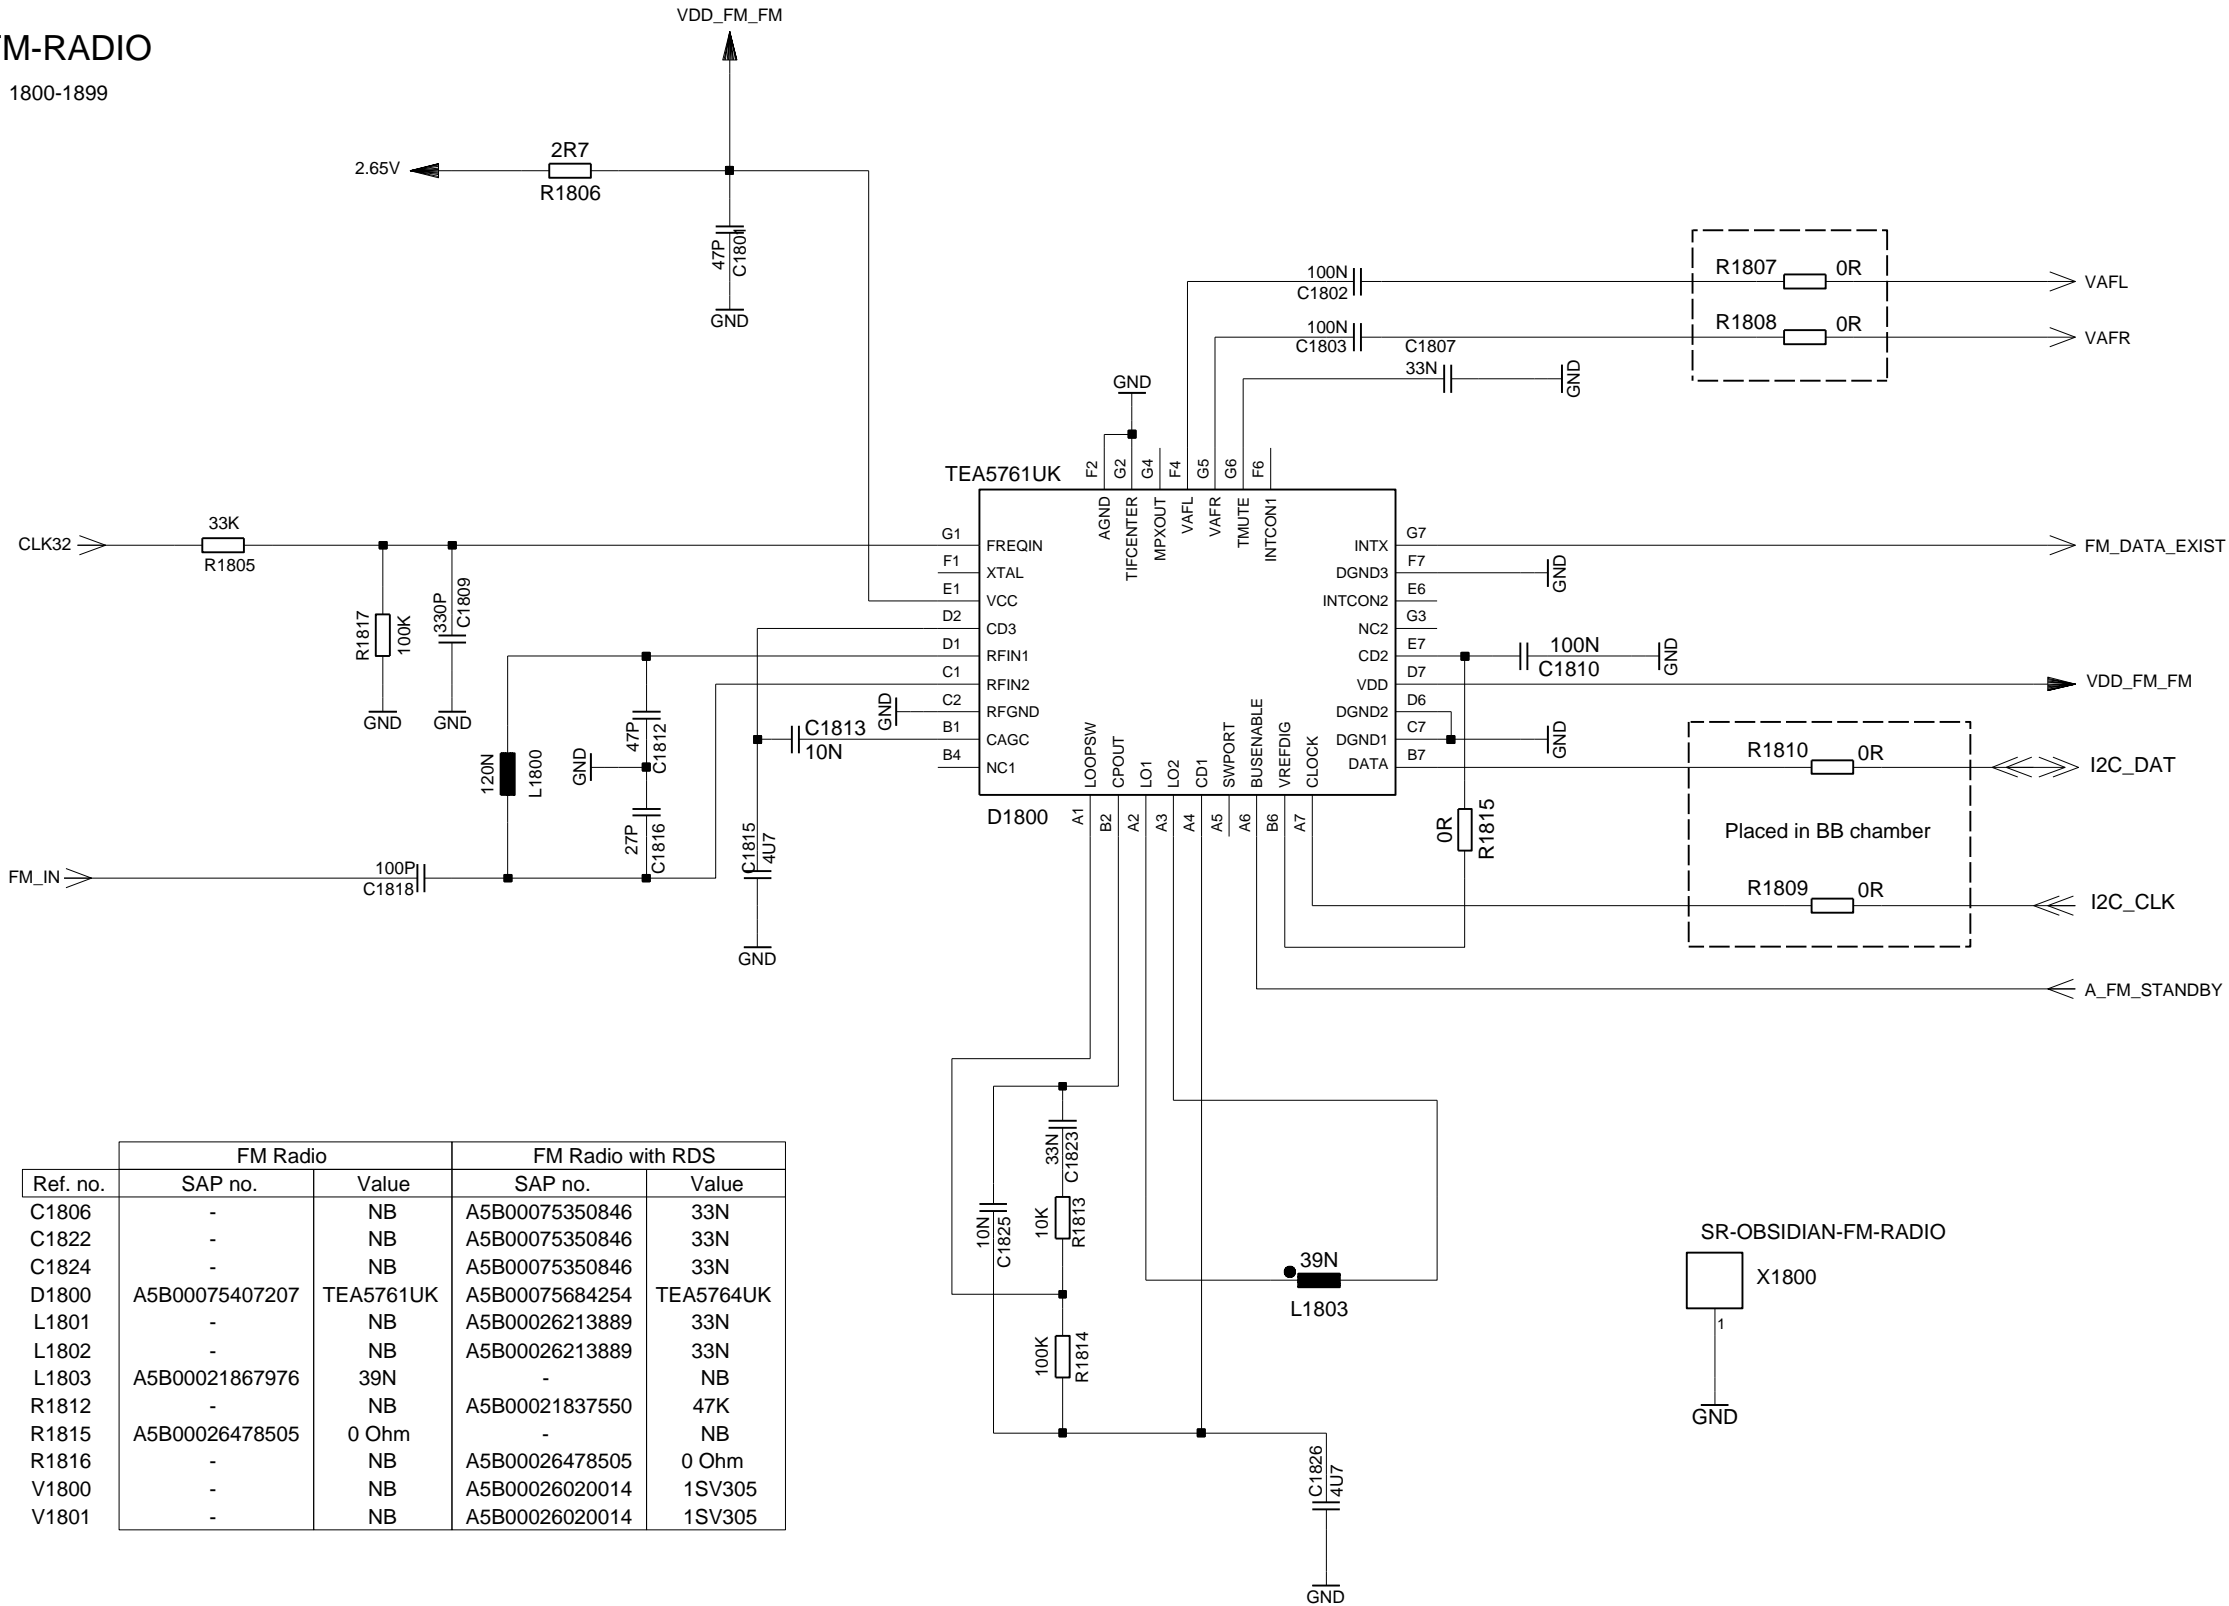 VDD_FM_FM
FM-RADIO
1800-1899
2R7
2.65V
R1806
47P
C1801
GND
100N
C1802
R1807 0R
VAFL
100N
C1803
C1807
33N
GND
R1808 0R
VAFR
GND
TEA5761UK
F2 G2 G4 F4 G5 G6 F6
AGND TIFCENTER MPXOUT VAFL VAFR TMUTE INTCON1
CLK32
33K
R1805
R1817
100K
330P
C1809
GND GND
G1 FREQIN
F1 XTAL
E1 VCC
D2 CD3
D1 RFIN1
C1 RFIN2
C2 RFGND
B1 CAGC
B4 NC1
INTX G7
DGND3 F7
INTCON2 E6
NC2 G3
CD2 E7
VDD D7
DGND2 D6
DGND1 C7
DATA B7
FM_DATA_EXIST
GND
100N
C1810
GND
VDD_FM_FM
GND
GND
C1813
10N
47P
C1812
GND
120N
L1800
27P
C1816
C1815
4U7
GND
FM_IN
100P
C1818
LOOPSW CPOUT LO1 LO2 CD1 SWPORT BUSENABLE VREFDIG CLOCK
D1800
A1 B2 A2 A3 A4 A5 A6 B6 A7
0R
R1815
R1810 0R
I2C_DAT
Placed in BB chamber
R1809 0R
I2C_CLK
A_FM_STANDBY
33N
C1823
10N
C1825
10K
R1813
100K
R1814
39N
L1803
C1826
4U7
GND
SR-OBSIDIAN-FM-RADIO
X1800
1
GND
FM Radio FM Radio with RDS
Ref. no. SAP no. Value SAP no. Value
C1806 - NB A5B00075350846 33N
C1822 - NB A5B00075350846 33N
C1824 - NB A5B00075350846 33N
D1800 A5B00075407207 TEA5761UK A5B00075684254 TEA5764UK
L1801 - NB A5B00026213889 33N
L1802 - NB A5B00026213889 33N
L1803 A5B00021867976 39N - NB
R1812 - NB A5B00021837550 47K
R1815 A5B00026478505 0 Ohm - NB
R1816 - NB A5B00026478505 0 Ohm
V1800 - NB A5B00026020014 1SV305
V1801 - NB A5B00026020014 1SV305